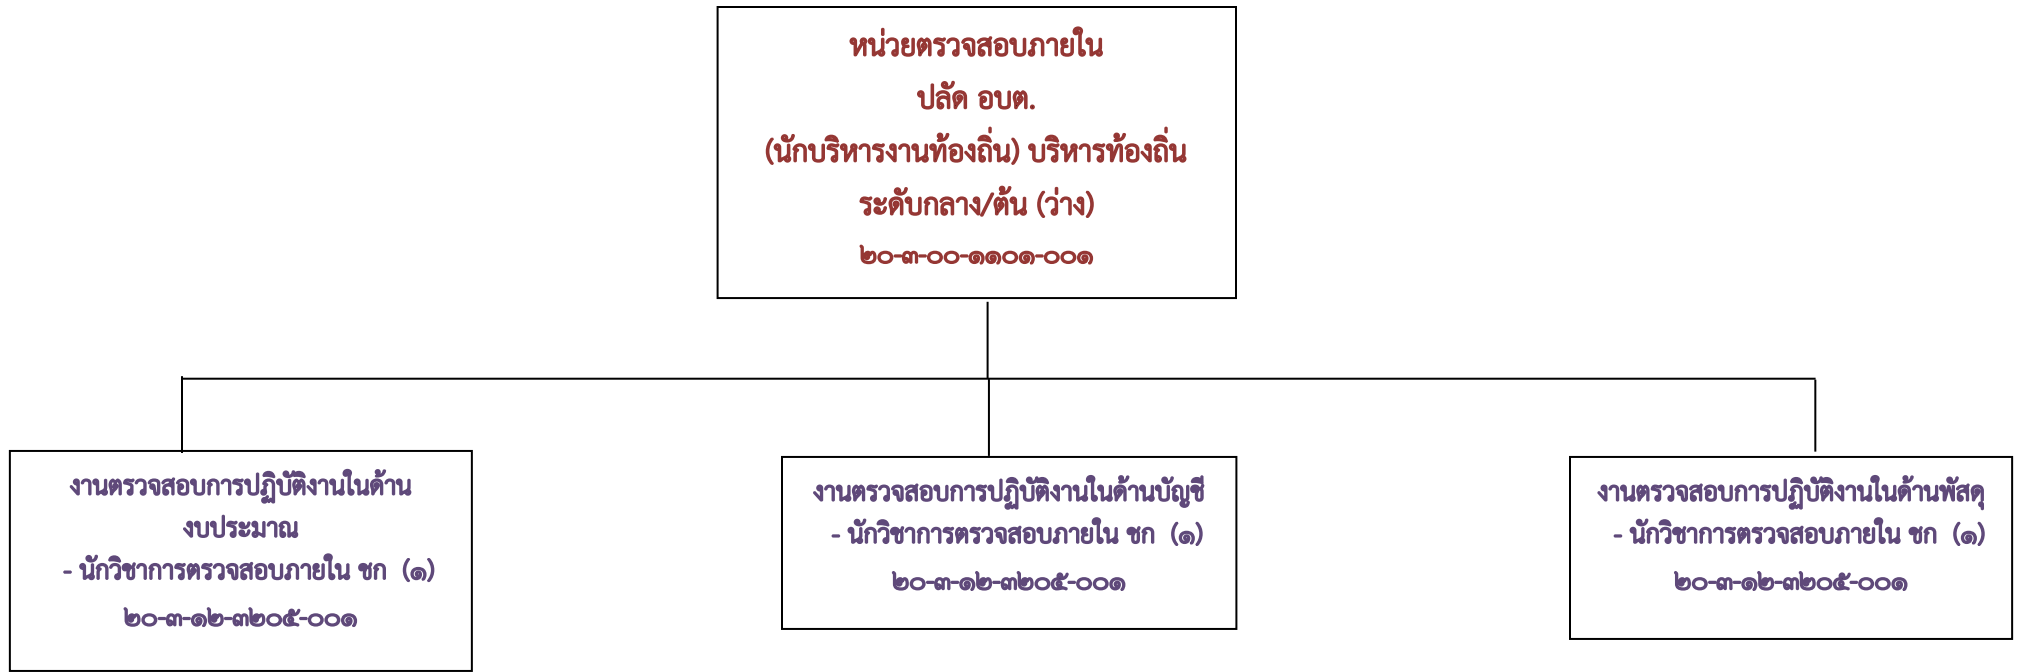 หน่วยตรวจสอบภายใน
ปลัด อบต.
(นักบริหารงานท้องถิ่น) บริหารท้องถิ่น
ระดับกลาง/ต้น (ว่าง)
๒๐-๓-๐๐-๑๑๐๑-๐๐๑
งานตรวจสอบการปฏิบัติงานในด้าน
งบประมาณ
- นักวิชาการตรวจสอบภายใน ชก (๑)
๒๐-๓-๑๒-๓๒๐๕-๐๐๑
งานตรวจสอบการปฏิบัติงานในด้านบัญชี
- นักวิชาการตรวจสอบภายใน ชก (๑)
๒๐-๓-๑๒-๓๒๐๕-๐๐๑
งานตรวจสอบการปฏิบัติงานในด้านพัสดุ
- นักวิชาการตรวจสอบภายใน ชก (๑)
๒๐-๓-๑๒-๓๒๐๕-๐๐๑